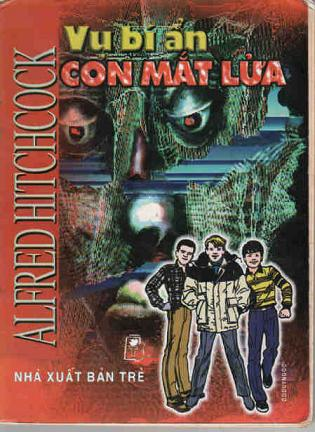 Vụ bí ẩn
CON MẮT LỬA
ALFRED HITCHCOCK
NHÀ XUẤT BẢN TRẺ